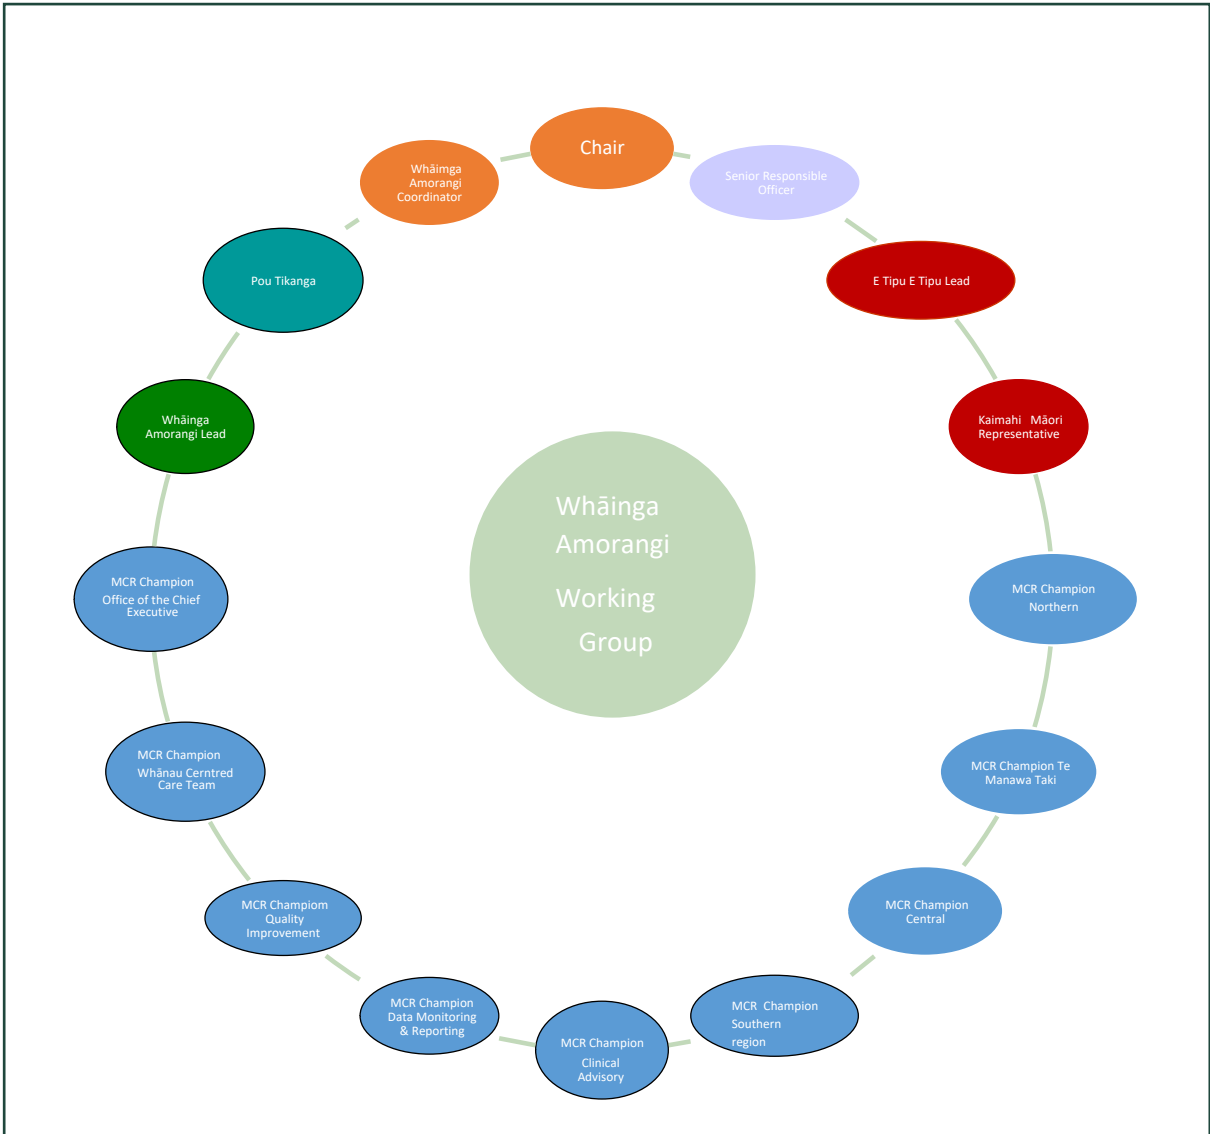 Chair
Senior Responsible
Officer
E Tipu E Tipu Lead
Kaimahi Māori
Representative
MCR Champion
Northern
MCR Champion Te
Manawa Taki
MCR Champion
Central
MCR Champion
Southern
region
MCR Champion
Clinical
Advisory
MCR Champion
Data Monitoring
& Reporting
MCR Champiom
Quality
Improvement
MCR Champion
Whānau Cerntred
Care Team
MCR Champion
Office of the Chief
Executive
Whāinga
Amorangi Lead
Pou Tikanga
Whāimga
Amorangi
Coordinator
Whāinga
Amorangi
Working
Group